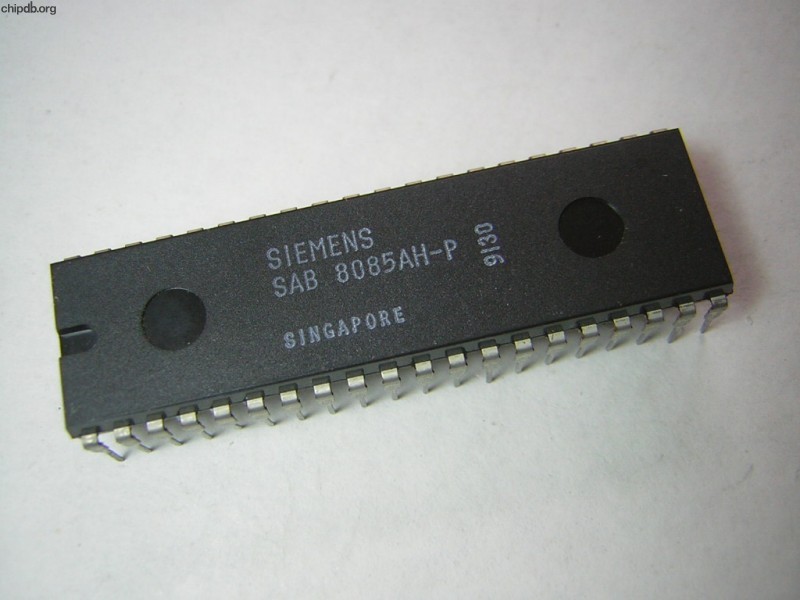 chipdb.org
SIEMENS
SAB 8085AH-P
9130
SINGAPORE